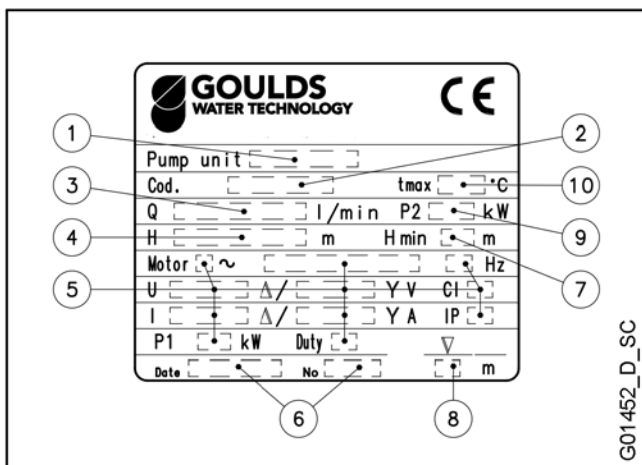 GOULDS
WATER TECHNOLOGY
CE
1
2
Pump unit
Cod. tmax °C
3
10
Q l/min P2 kW
4
9
H m H min m
Motor ~ Hz
5
7
U Δ/ Y V Cl
I Δ/ Y A IP
P1 kW Duty
Date No m
6
8
G01452_D_SC